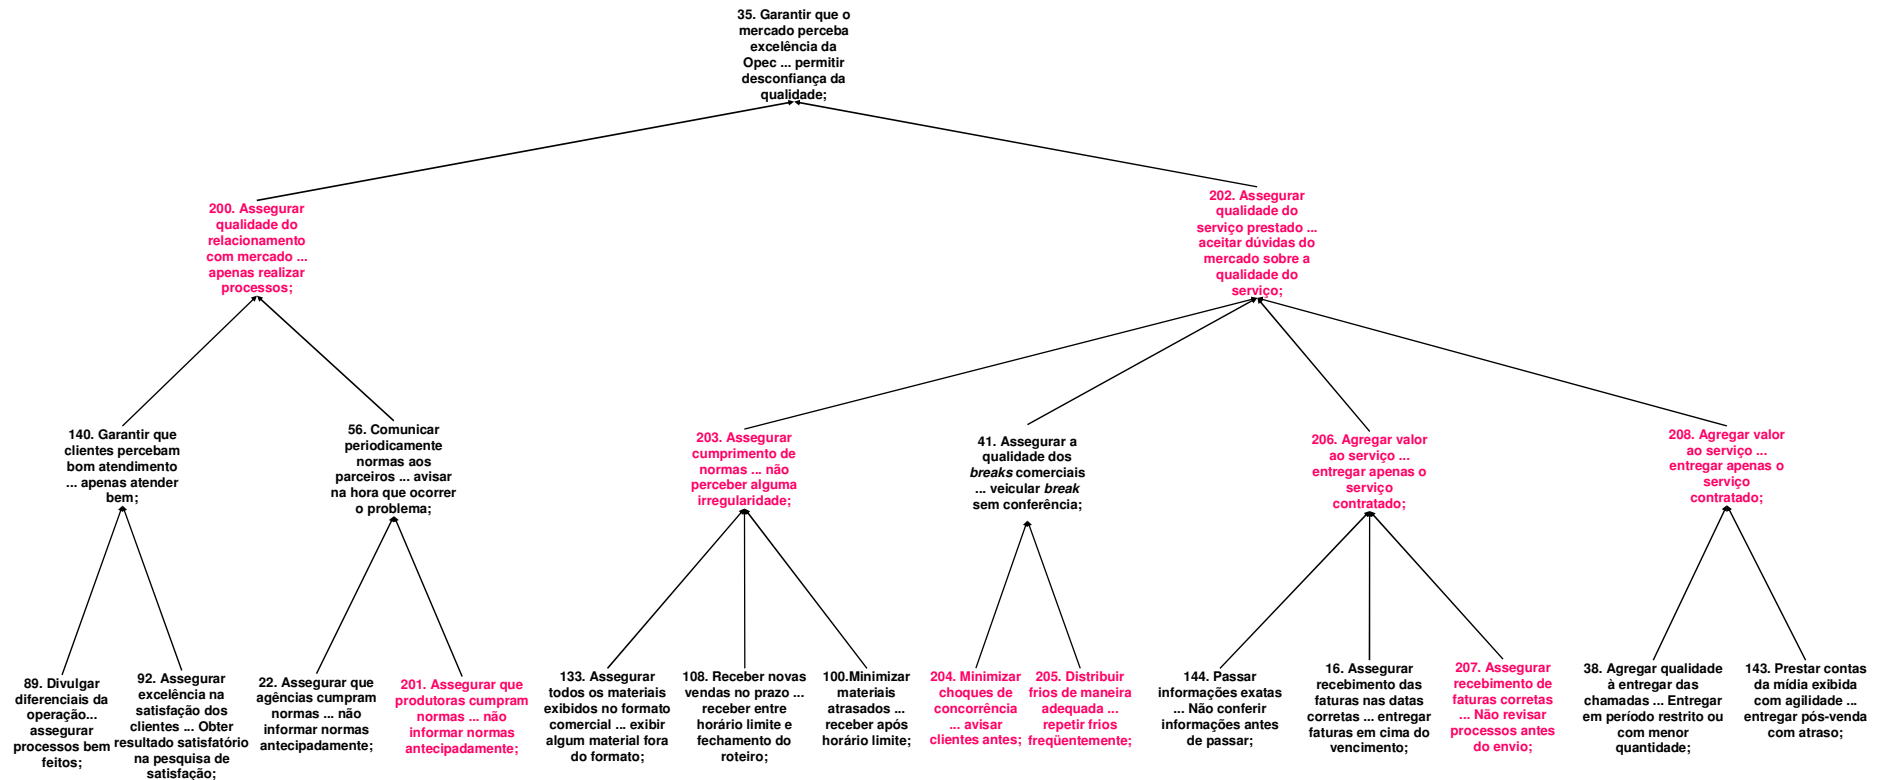 35. Garantir que o
mercado perceba
excelência da
Opec ... permitir
desconfiança da
qualidade;
200. Assegurar
qualidade do
relacionamento
com mercado ...
apenas realizar
processos;
202. Assegurar
qualidade do
serviço prestado ...
aceitar dúvidas do
mercado sobre a
qualidade do
serviço;
140. Garantir que
clientes percebam
bom atendimento
... apenas atender
bem;
56. Comunicar
periodicamente
normas aos
parceiros ... avisar
na hora que ocorrer
o problema;
203. Assegurar
cumprimento de
normas ... não
perceber alguma
irregularidade;
41. Assegurar a
qualidade dos
breaks comerciais
... veicular break
sem conferência;
206. Agregar valor
ao serviço ...
entregar apenas o
serviço
contratado;
208. Agregar valor
ao serviço ...
entregar apenas o
serviço
contratado;
89. Divulgar
diferenciais da
operação...
assegurar
processos bem
feitos;
92. Assegurar
excelência na
satisfação dos
clientes ... Obter
resultado satisfatório
na pesquisa de
satisfação;
22. Assegurar que
agências cumpram
normas ... não
informar normas
antecipadamente;
201. Assegurar que
produtoras cumpram
normas ... não
informar normas
antecipadamente;
133. Assegurar
todos os materiais
exibidos no formato
comercial ... exibir
algum material fora
do formato;
108. Receber novas
vendas no prazo ...
receber entre
horário limite e
fechamento do
roteiro;
100.Minimizar
materiais
atrasados ...
receber após
horário limite;
204. Minimizar
choques de
concorrência
... avisar
clientes antes;
205. Distribuir
frios de maneira
adequada ...
repetir frios
freqüentemente;
144. Passar
informações exatas
... Não conferir
informações antes
de passar;
16. Assegurar
recebimento das
faturas nas datas
corretas ... entregar
faturas em cima do
vencimento;
207. Assegurar
recebimento de
faturas corretas
... Não revisar
processos antes
do envio;
38. Agregar qualidade
à entregar das
chamadas ... Entregar
em período restrito ou
com menor
quantidade;
143. Prestar contas
da mídia exibida
com agilidade ...
entregar pós-venda
com atraso;